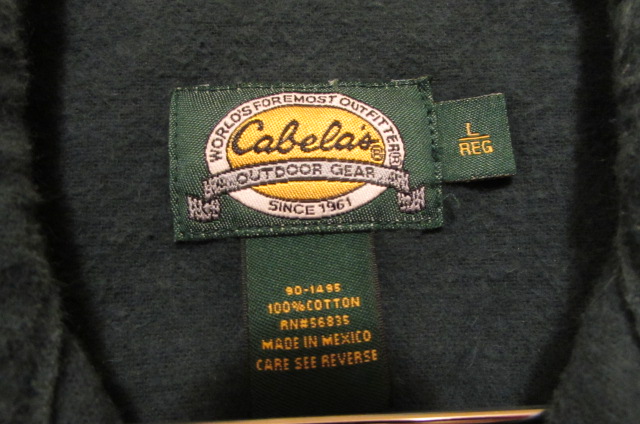 WORLD'S FOREMOST OUTFITTER®
Cabela's®
OUTDOOR GEAR
SINCE 1961
L
REG
90-1495
100%COTTON
RN#56835
MADE IN MEXICO
CARE SEE REVERSE